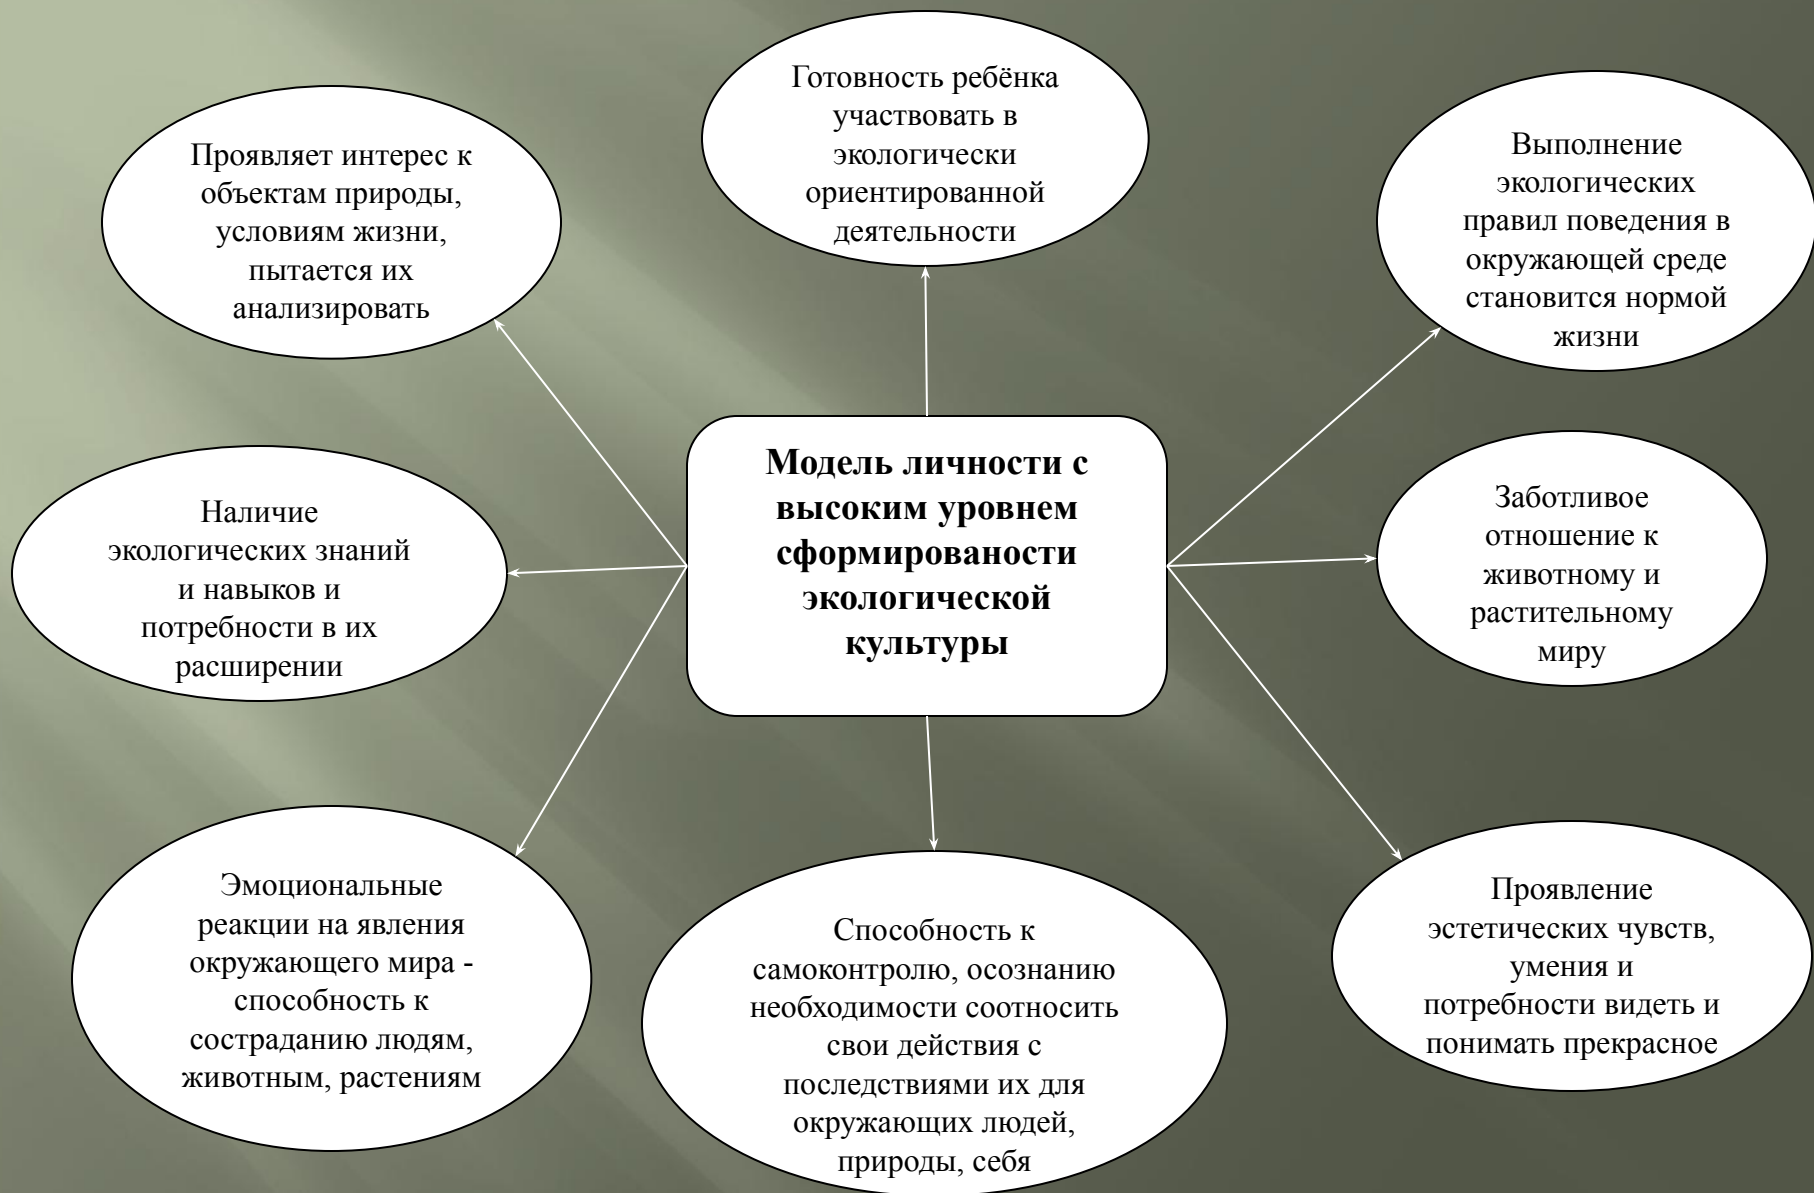 Готовность ребёнка
участвовать в
экологически
ориентированной
деятельности
Проявляет интерес к
объектам природы,
условиям жизни,
пытается их
анализировать
Выполнение
экологических
правил поведения в
окружающей среде
становится нормой
жизни
Модель личности с
высоким уровнем
сформированости
экологической
культуры
Наличие
экологических знаний
и навыков и
потребности в их
расширении
Заботливое
отношение к
животному и
растительному
миру
Эмоциональные
реакции на явления
окружающего мира -
способность к
состраданию людям,
животным, растениям
Способность к
самоконтролю, осознанию
необходимости соотносить
свои действия с
последствиями их для
окружающих людей,
природы, себя
Проявление
эстетических чувств,
умения и
потребности видеть и
понимать прекрасное